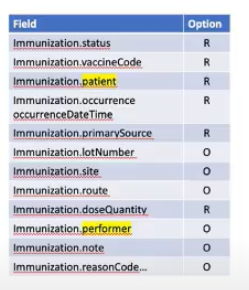 Field Option
Immunization.status R
Immunization.vaccineCode R
Immunization.patient R
Immunization.occurrence R
occurrenceDateTime
Immunization.primarySource R
Immunization.lotNumber O
Immunization.site O
Immunization.route O
Immunization.doseQuantity R
Immunization.performer O
Immunization.note O
Immunization.reasonCode... O